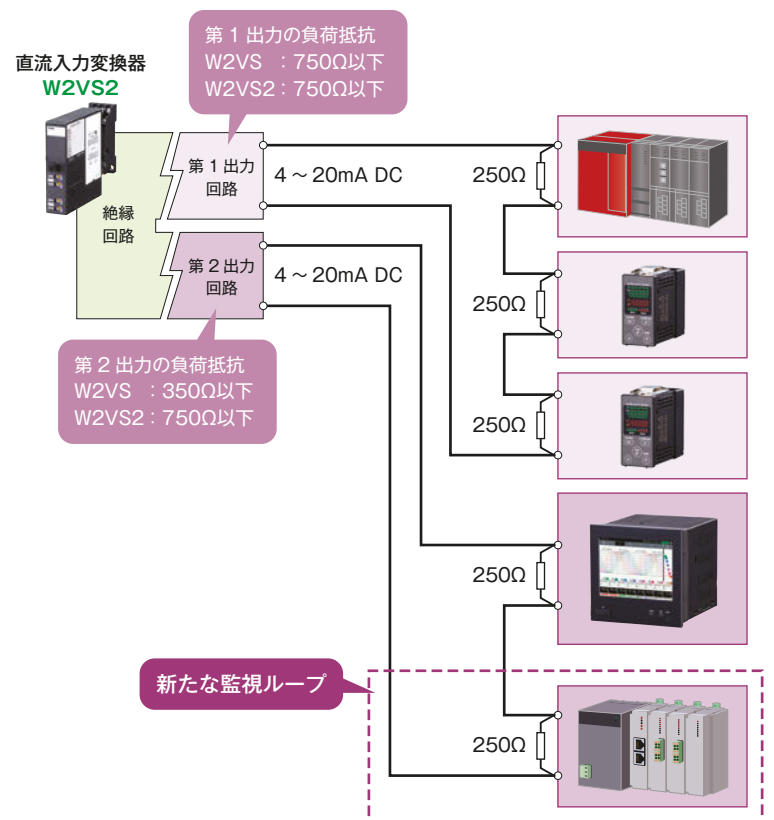 第 1 出力の負荷抵抗
W2VS ：750Ω以下
W2VS2：750Ω以下
直流入力変換器
W2VS2
第 1 出力
回路
4 ～ 20mA DC
250Ω
絶縁
回路
第 2 出力
回路
4 ～ 20mA DC
250Ω
第 2 出力の負荷抵抗
W2VS ：350Ω以下
W2VS2：750Ω以下
250Ω
250Ω
新たな監視ループ
250Ω